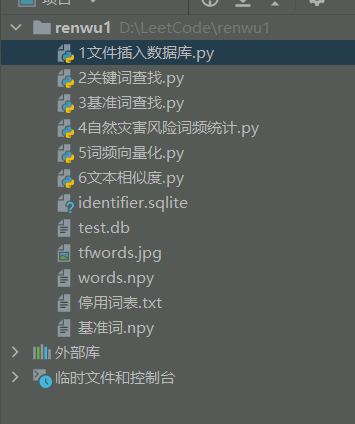 项目
renwu1 D:\LeetCode\renwu1
1文件插入数据库.py
2关键词查找.py
3基准词查找.py
4自然灾害风险词频统计.py
5词频向量化.py
6文本相似度.py
identifier.sqlite
test.db
tfwords.jpg
words.npy
停用词表.txt
基准词.npy
外部库
临时文件和控制台